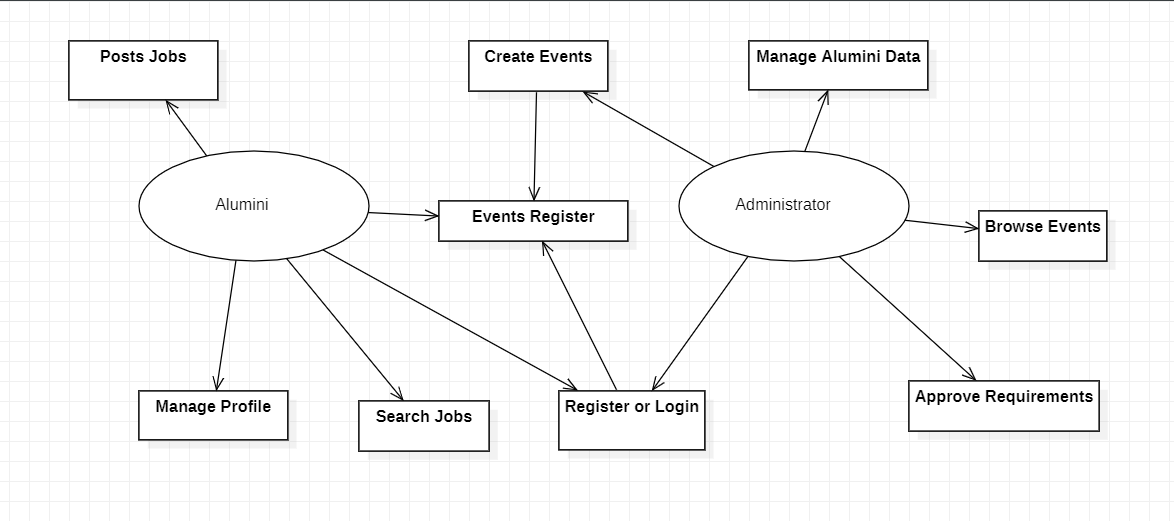 Posts Jobs
Create Events
Manage Alumini Data
Alumini
Events Register
Administrator
Browse Events
Manage Profile
Search Jobs
Register or Login
Approve Requirements